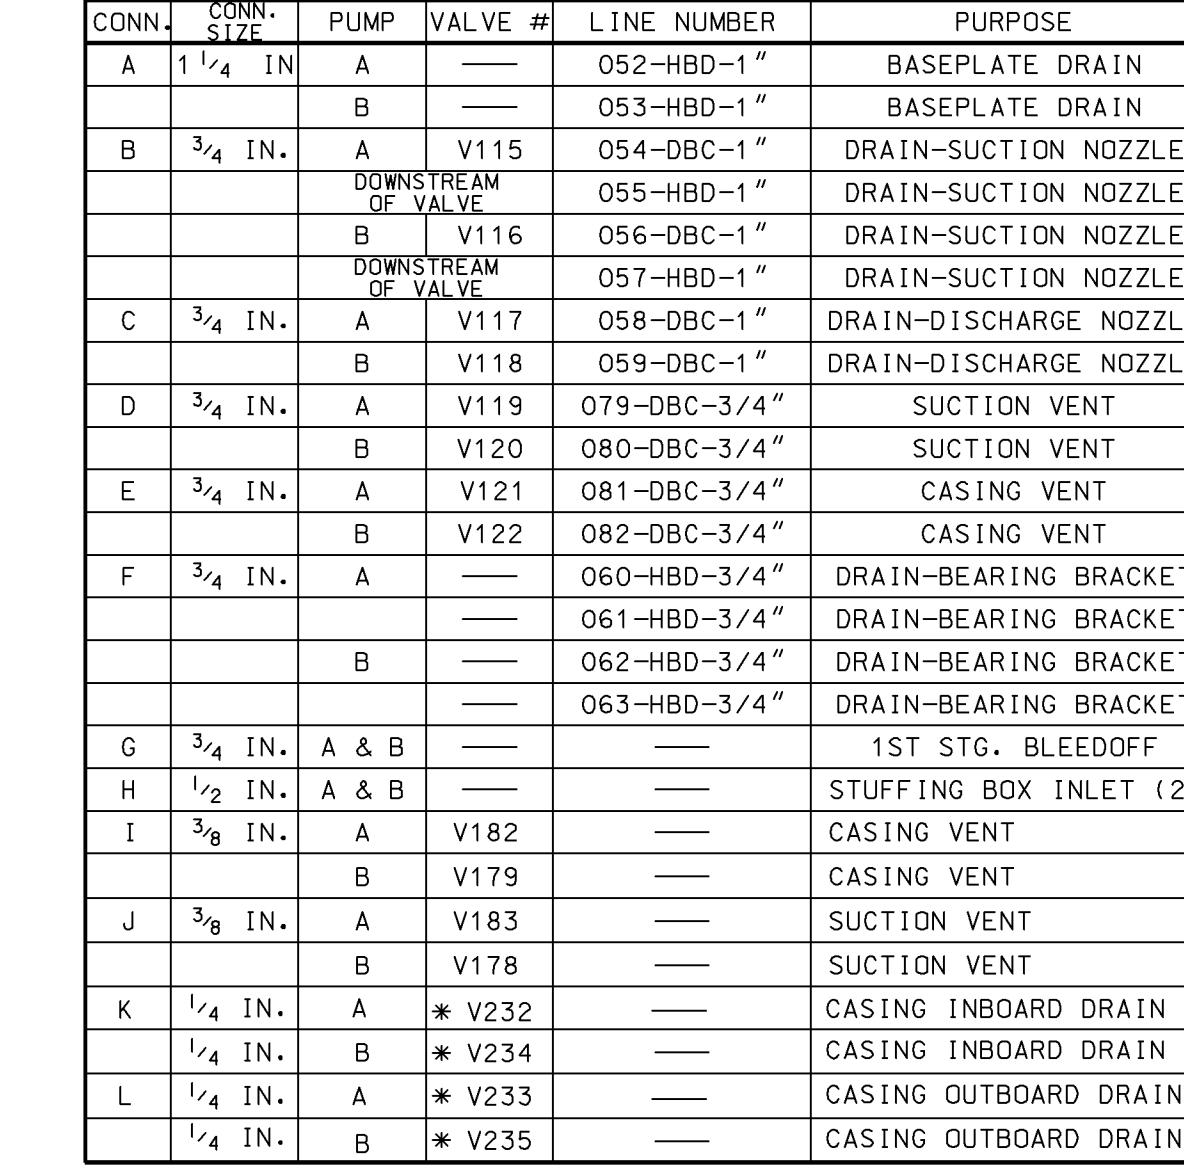 CONN. CONN. SIZE PUMP VALVE # LINE NUMBER PURPOSE
A 1 1/4 IN A — 052-HBD-1" BASEPLATE DRAIN
B — 053-HBD-1" BASEPLATE DRAIN
B 3/4 IN. A V115 054-DBC-1" DRAIN-SUCTION NOZZLE
DOWNSTREAM OF VALVE 055-HBD-1" DRAIN-SUCTION NOZZLE
B V116 056-DBC-1" DRAIN-SUCTION NOZZLE
DOWNSTREAM OF VALVE 057-HBD-1" DRAIN-SUCTION NOZZLE
C 3/4 IN. A V117 058-DBC-1" DRAIN-DISCHARGE NOZZL
B V118 059-DBC-1" DRAIN-DISCHARGE NOZZL
D 3/4 IN. A V119 079-DBC-3/4" SUCTION VENT
B V120 080-DBC-3/4" SUCTION VENT
E 3/4 IN. A V121 081-DBC-3/4" CASING VENT
B V122 082-DBC-3/4" CASING VENT
F 3/4 IN. A — 060-HBD-3/4" DRAIN-BEARING BRACKET
— 061-HBD-3/4" DRAIN-BEARING BRACKET
B — 062-HBD-3/4" DRAIN-BEARING BRACKET
— 063-HBD-3/4" DRAIN-BEARING BRACKET
G 3/4 IN. A & B — — 1ST STG. BLEEDOFF
H 1/2 IN. A & B — — STUFFING BOX INLET (2
I 3/8 IN. A V182 — CASING VENT
B V179 — CASING VENT
J 3/8 IN. A V183 — SUCTION VENT
B V178 — SUCTION VENT
K 1/4 IN. A * V232 — CASING INBOARD DRAIN
1/4 IN. B * V234 — CASING INBOARD DRAIN
L 1/4 IN. A * V233 — CASING OUTBOARD DRAIN
1/4 IN. B * V235 — CASING OUTBOARD DRAIN